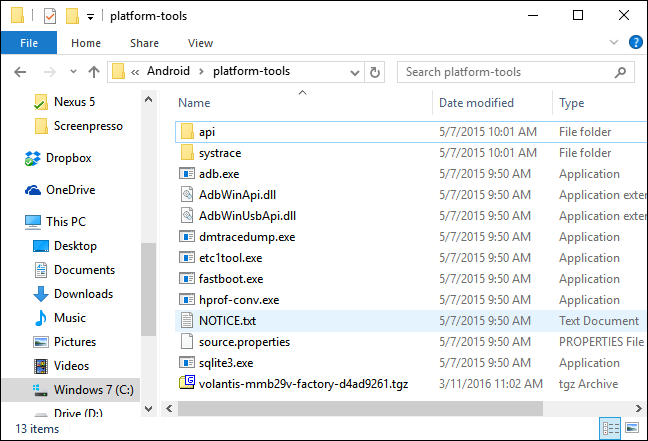 platform-tools
File Home Share View
« Android › platform-tools Search platform-tools
Nexus 5
Screenpresso
Dropbox
OneDrive
This PC
Desktop
Documents
Downloads
Music
Pictures
Videos
Windows 7 (C:)
Drive (D:)
Name Date modified Type
api 5/7/2015 10:01 AM File folder
systrace 5/7/2015 10:01 AM File folder
adb.exe 5/7/2015 9:50 AM Application
AdbWinApi.dll 5/7/2015 9:50 AM Application exten
AdbWinUsbApi.dll 5/7/2015 9:50 AM Application exten
dmtracedump.exe 5/7/2015 9:50 AM Application
etc1tool.exe 5/7/2015 9:50 AM Application
fastboot.exe 5/7/2015 9:50 AM Application
hprof-conv.exe 5/7/2015 9:50 AM Application
NOTICE.txt 5/7/2015 9:50 AM Text Document
source.properties 5/7/2015 9:50 AM PROPERTIES File
sqlite3.exe 5/7/2015 9:50 AM Application
volantis-mmb29v-factory-d4ad9261.tgz 3/11/2016 11:02 AM tgz Archive
13 items